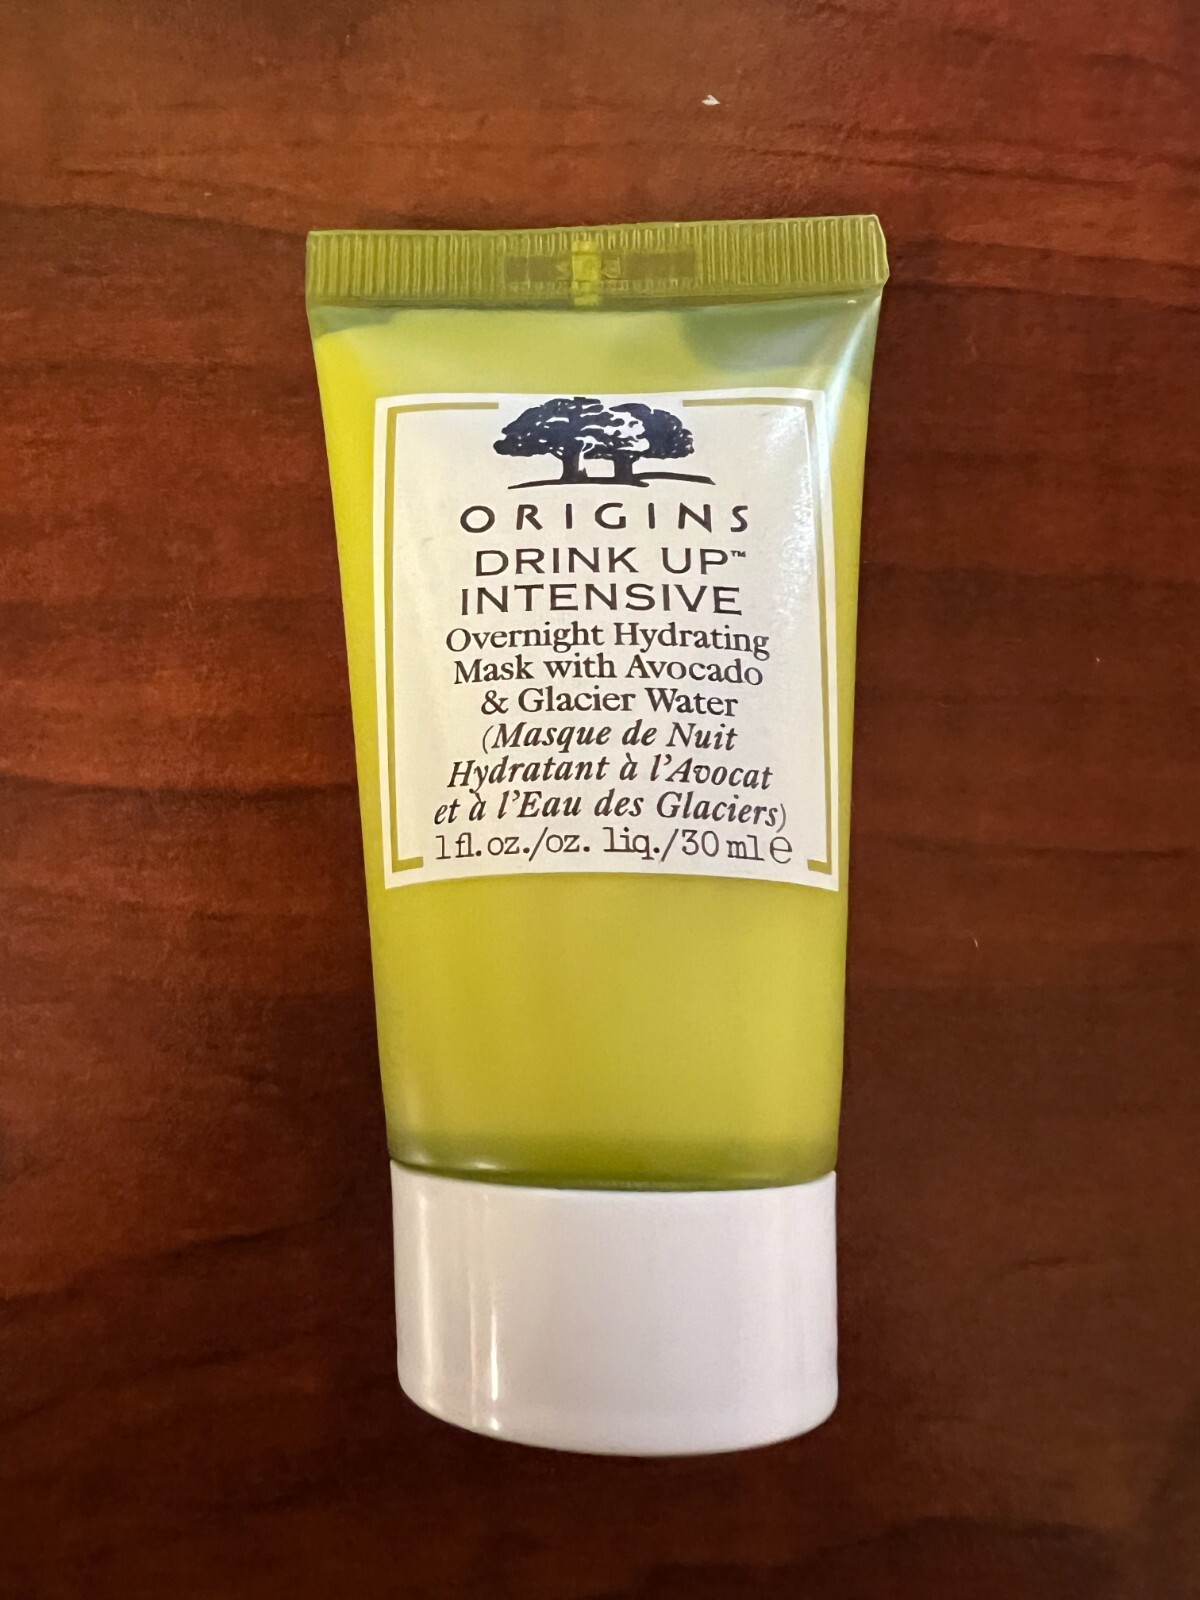 ORIGINS
DRINK UP™
INTENSIVE
Overnight Hydrating
Mask with Avocado
& Glacier Water
(Masque de Nuit
Hydratant à l'Avocat
et à l'Eau des Glaciers)
1 fl. oz./oz. liq./30 ml ℮